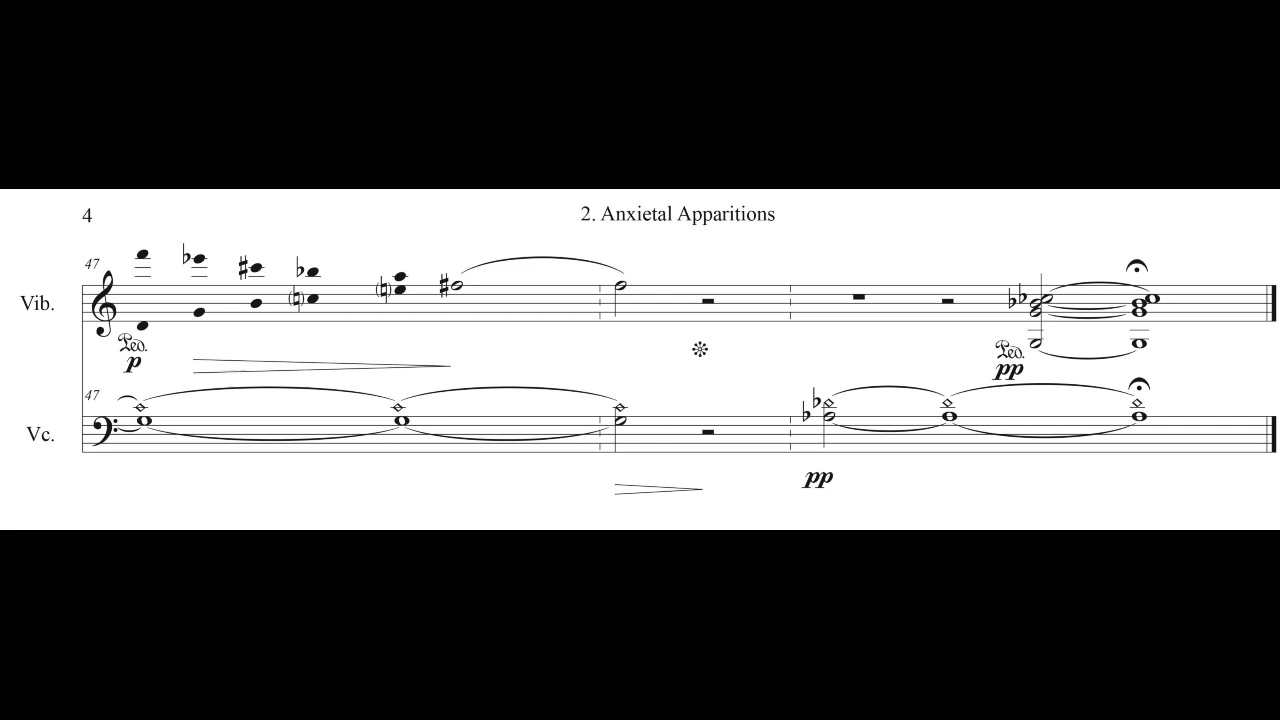 4
2. Anxietal Apparitions
47
Vib.
Ped.
p
Ped.
pp
47
Vc.
pp